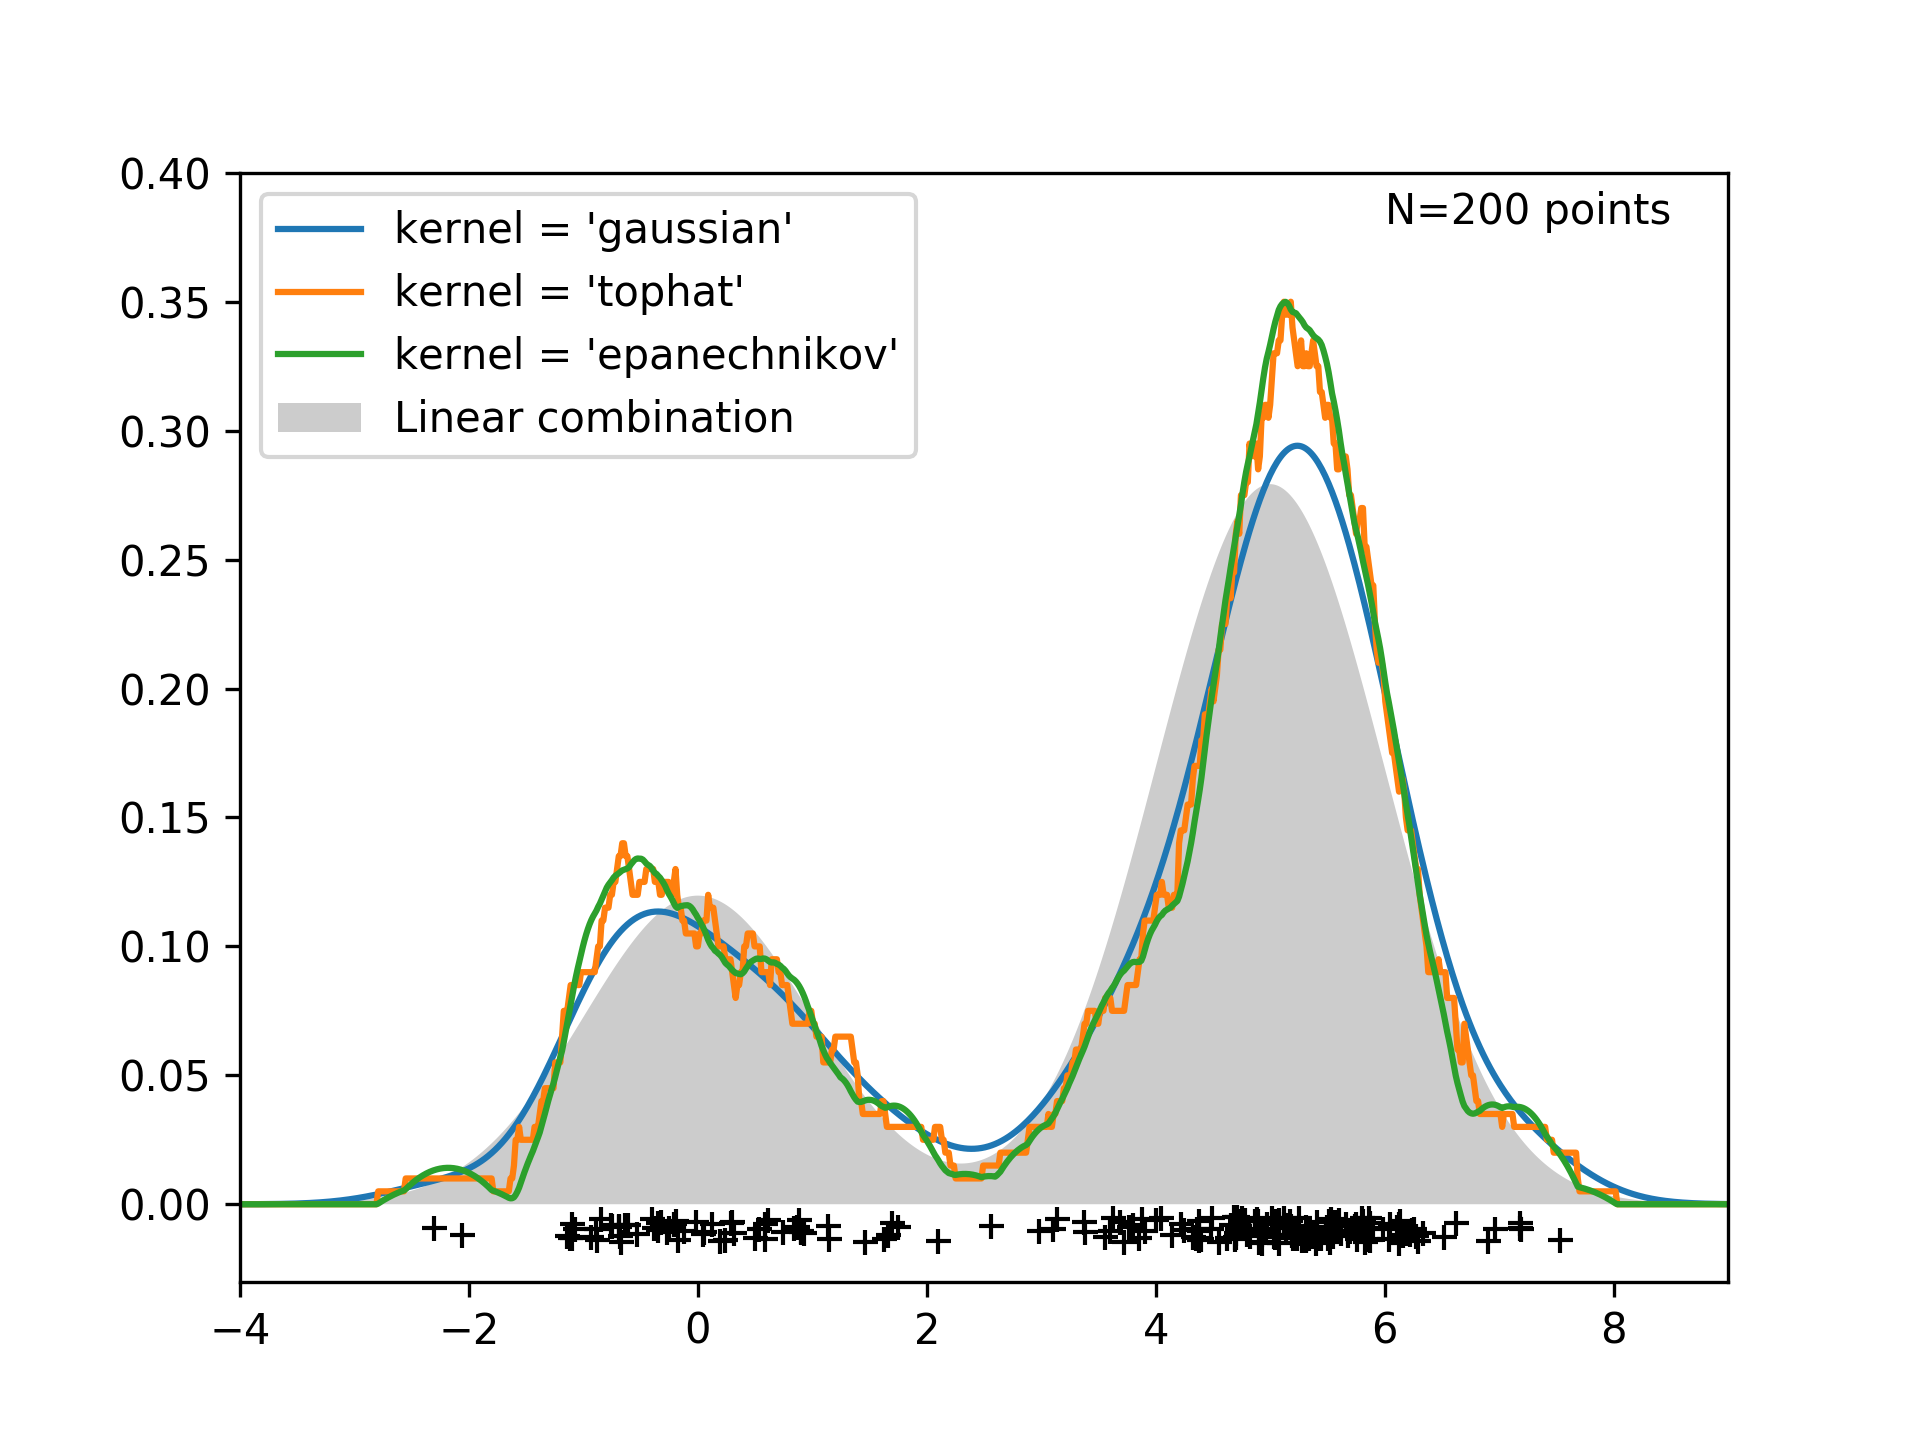 0.40
0.35
0.30
0.25
0.20
0.15
0.10
0.05
0.00
kernel = 'gaussian'
kernel = 'tophat'
kernel = 'epanechnikov'
Linear combination
N=200 points
−4 −2 0 2 4 6 8